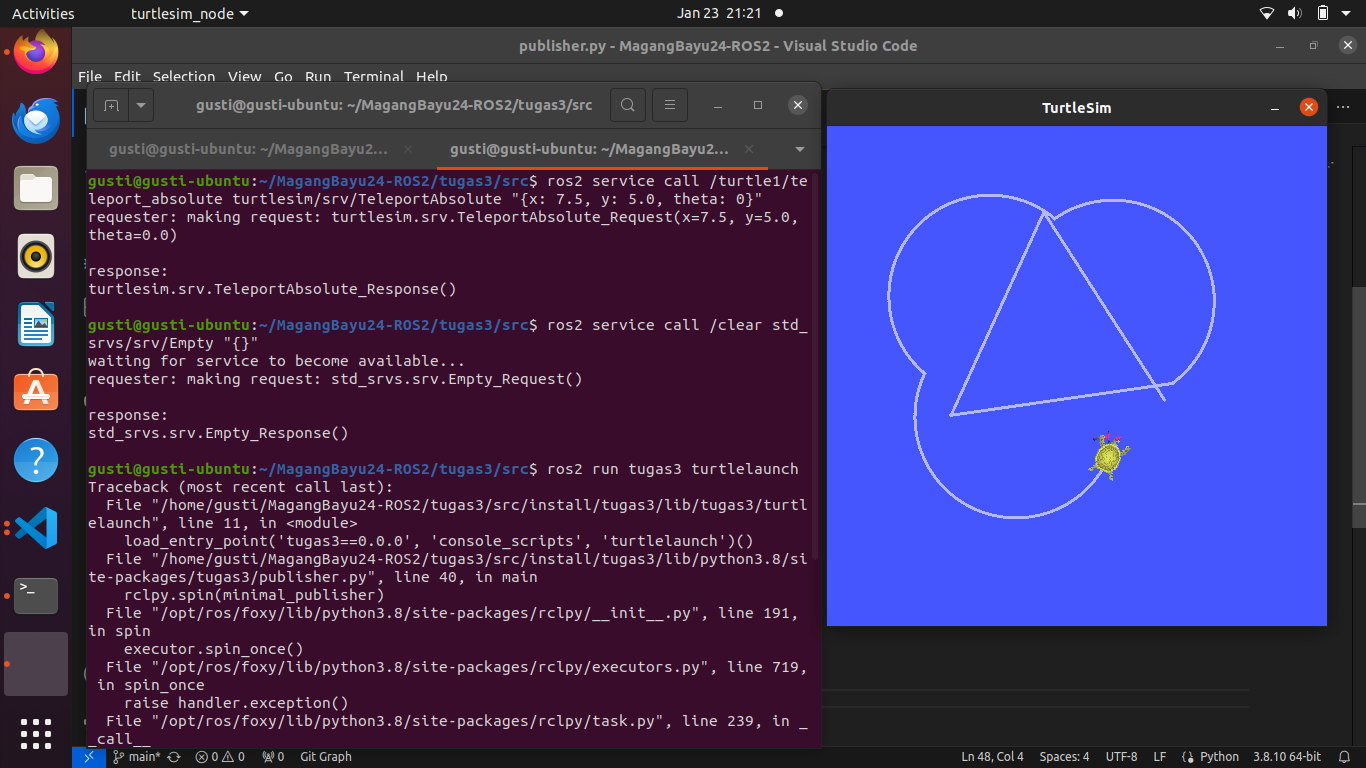 Activities
turtlesim_node
Jan 23 21:21
publisher.py - MagangBayu24-ROS2 - Visual Studio Code
File Edit Selection View Go Run Terminal Help
gusti@gusti-ubuntu: ~/MagangBayu24-ROS2/tugas3/src
gusti@gusti-ubuntu: ~/MagangBayu2...
gusti@gusti-ubuntu: ~/MagangBayu2...
gusti@gusti-ubuntu:~/MagangBayu24-ROS2/tugas3/src$ ros2 service call /turtle1/te
leport_absolute turtlesim/srv/TeleportAbsolute "{x: 7.5, y: 5.0, theta: 0}"
requester: making request: turtlesim.srv.TeleportAbsolute_Request(x=7.5, y=5.0,
theta=0.0)
response:
turtlesim.srv.TeleportAbsolute_Response()
gusti@gusti-ubuntu:~/MagangBayu24-ROS2/tugas3/src$ ros2 service call /clear std_
srvs/srv/Empty "{}"
waiting for service to become available...
requester: making request: std_srvs.srv.Empty_Request()
response:
std_srvs.srv.Empty_Response()
gusti@gusti-ubuntu:~/MagangBayu24-ROS2/tugas3/src$ ros2 run tugas3 turtlelaunch
Traceback (most recent call last):
File "/home/gusti/MagangBayu24-ROS2/tugas3/src/install/tugas3/lib/tugas3/turtl
elaunch", line 11, in <module>
load_entry_point('tugas3==0.0.0', 'console_scripts', 'turtlelaunch')()
File "/home/gusti/MagangBayu24-ROS2/tugas3/src/install/tugas3/lib/python3.8/si
te-packages/tugas3/publisher.py", line 40, in main
rclpy.spin(minimal_publisher)
File "/opt/ros/foxy/lib/python3.8/site-packages/rclpy/__init__.py", line 191,
in spin
executor.spin_once()
File "/opt/ros/foxy/lib/python3.8/site-packages/rclpy/executors.py", line 719,
in spin_once
raise handler.exception()
File "/opt/ros/foxy/lib/python3.8/site-packages/rclpy/task.py", line 239, in _
_call__
TurtleSim
main* 0 0 0 Git Graph
Ln 48, Col 4 Spaces: 4 UTF-8 LF Python 3.8.10 64-bit